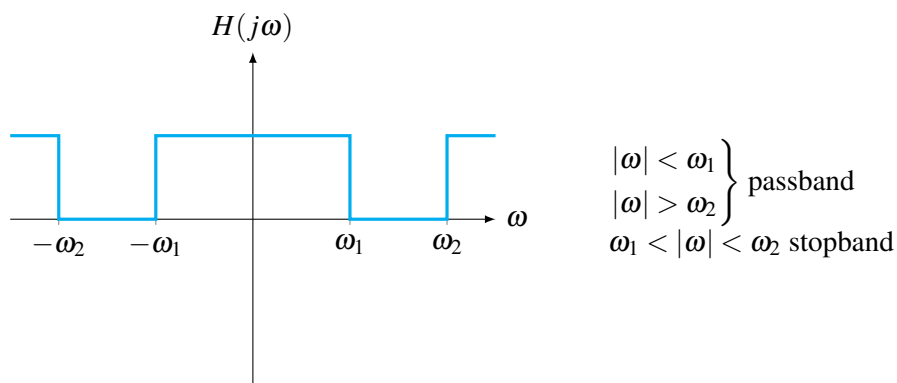 H(jω)
|ω| < ω₁
|ω| > ω₂
} passband
ω₁ < |ω| < ω₂ stopband
ω
−ω₂ −ω₁ ω₁ ω₂